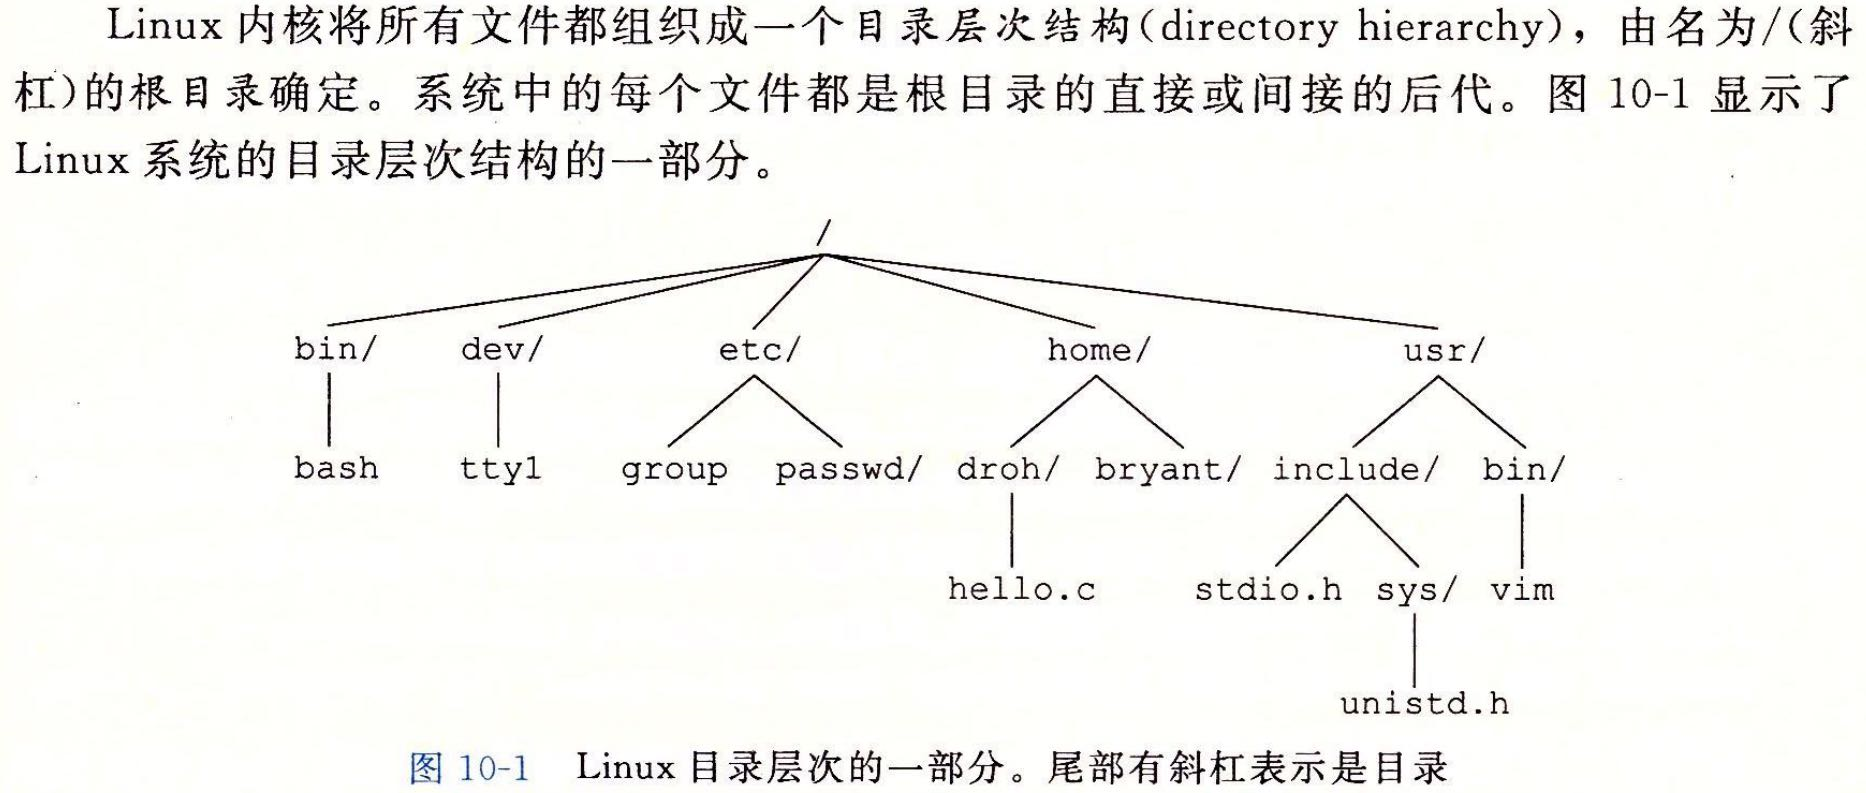 Linux 内核将所有文件都组织成一个目录层次结构(directory hierarchy)，由名为/(斜
杠)的根目录确定。系统中的每个文件都是根目录的直接或间接的后代。图 10-1 显示了
Linux 系统的目录层次结构的一部分。
/
bin/ dev/ etc/ home/ usr/
bash tty1 group passwd/ droh/ bryant/ include/ bin/
hello.c stdio.h sys/ vim
unistd.h
图 10-1 Linux 目录层次的一部分。尾部有斜杠表示是目录